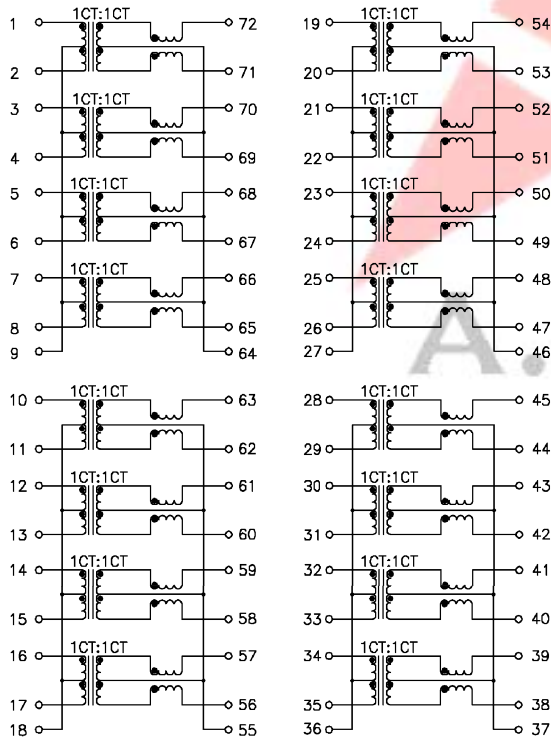 1CT:1CT 1CT:1CT
1 72 19 54
2 71 20 53
1CT:1CT 1CT:1CT
3 70 21 52
4 69 22 51
1CT:1CT 1CT:1CT
5 68 23 50
6 67 24 49
1CT:1CT 1CT:1CT
7 66 25 48
8 65 26 47
9 64 27 46
A.
1CT:1CT 1CT:1CT
10 63 28 45
11 62 29 44
1CT:1CT 1CT:1CT
12 61 30 43
13 60 31 42
1CT:1CT 1CT:1CT
14 59 32 41
15 58 33 40
1CT:1CT 1CT:1CT
16 57 34 39
17 56 35 38
18 55 36 37